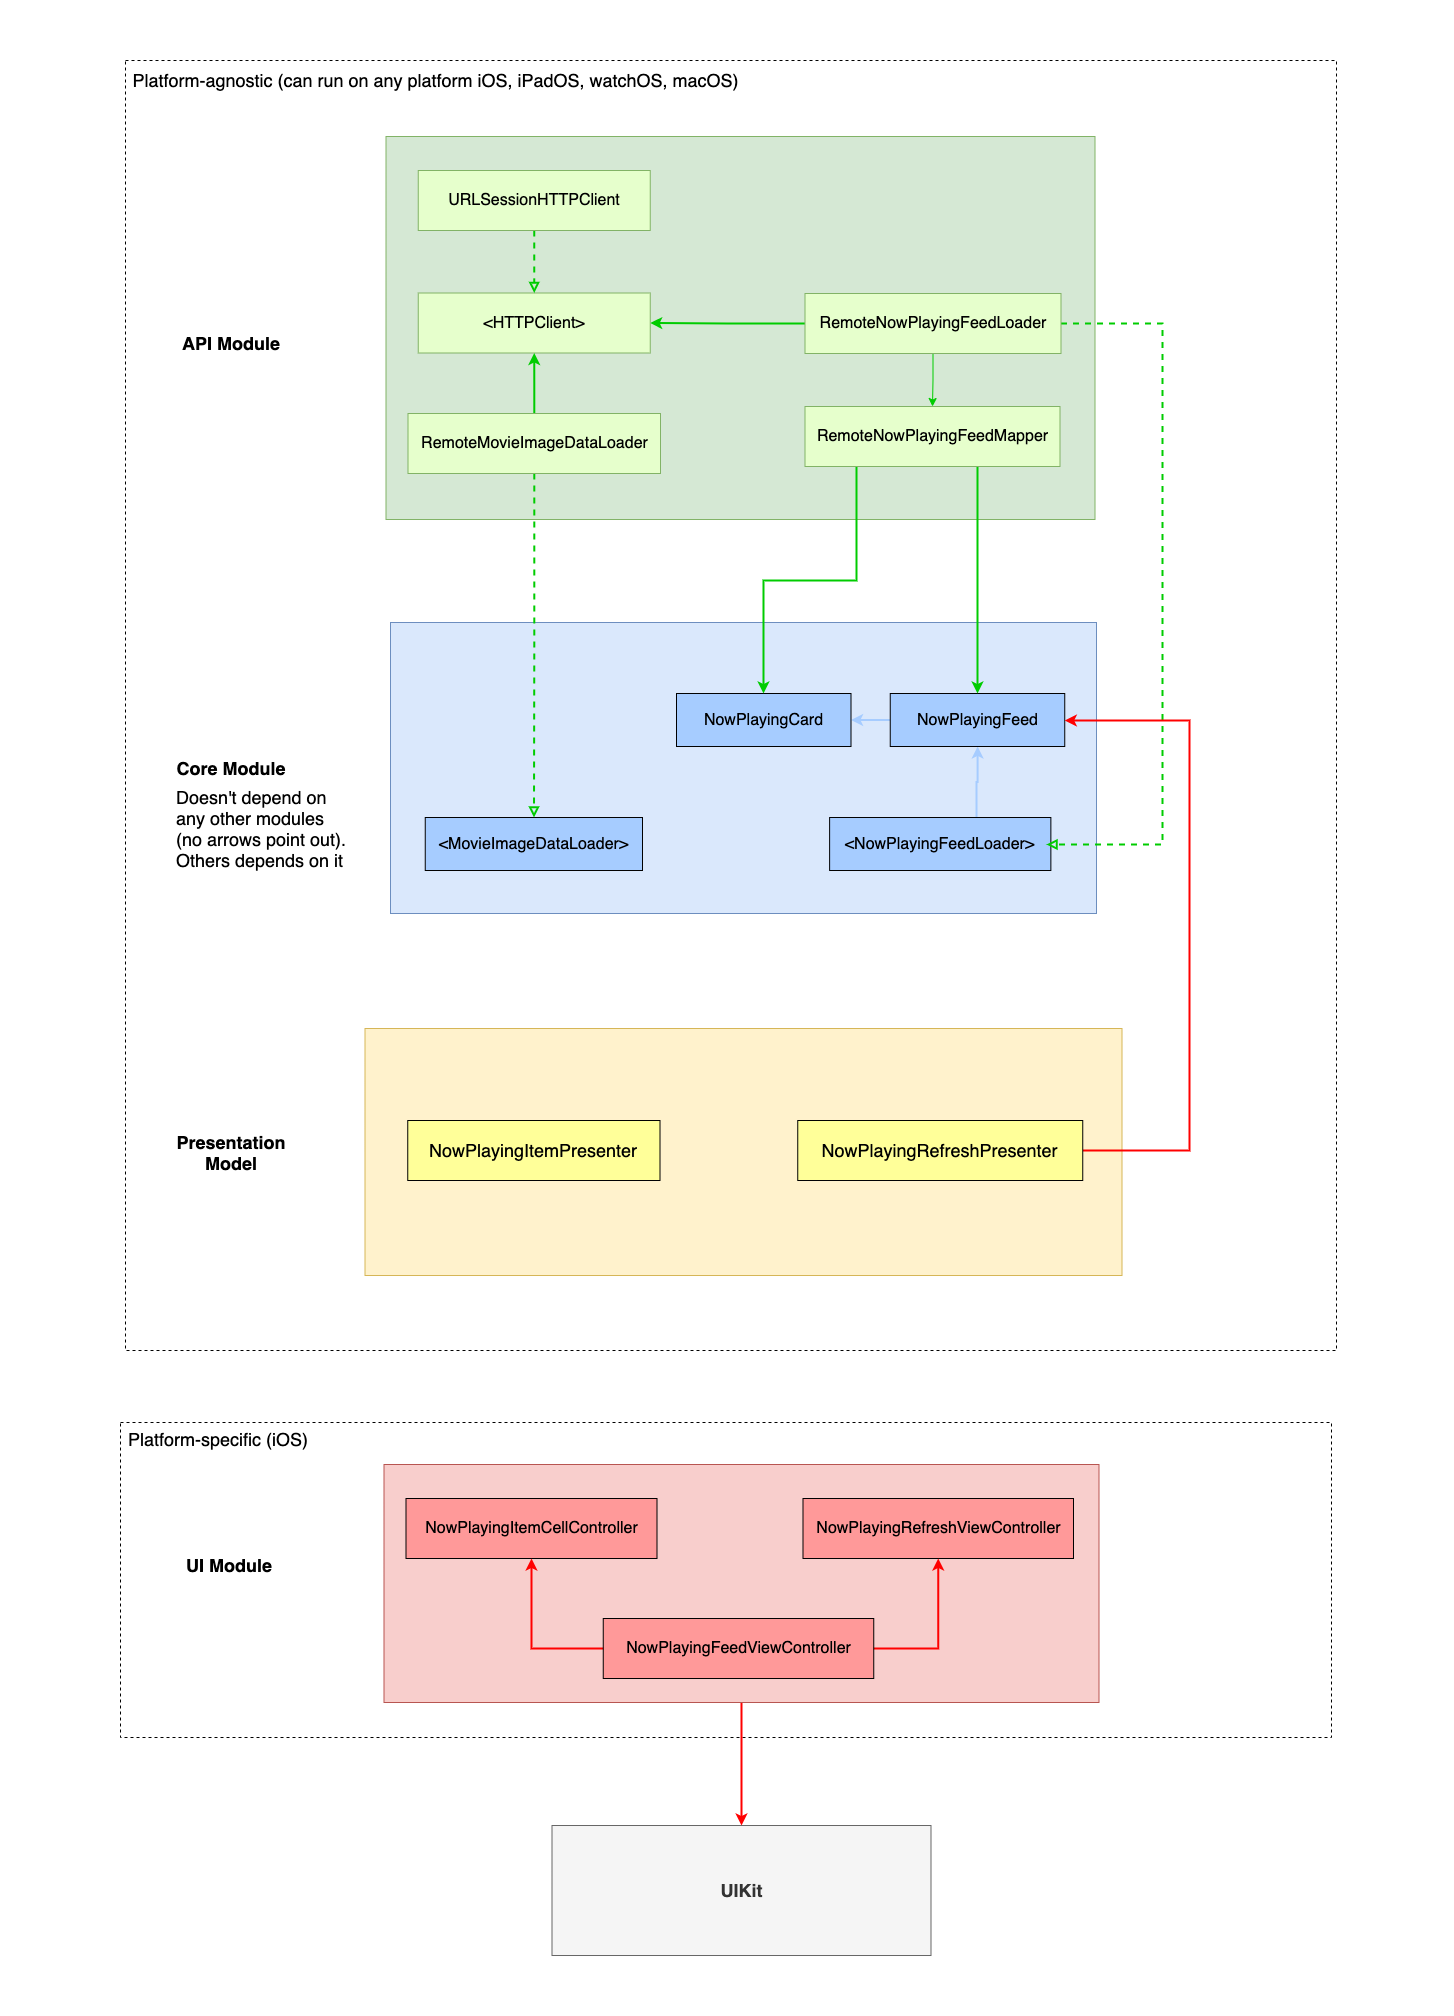 Platform-agnostic (can run on any platform iOS, iPadOS, watchOS, macOS)
URLSessionHTTPClient
<HTTPClient>
RemoteNowPlayingFeedLoader
API Module
RemoteMovieImageDataLoader
RemoteNowPlayingFeedMapper
NowPlayingCard
NowPlayingFeed
Core Module
Doesn't depend on
any other modules
(no arrows point out).
Others depends on it
<MovieImageDataLoader>
<NowPlayingFeedLoader>
Presentation
Model
NowPlayingItemPresenter
NowPlayingRefreshPresenter
Platform-specific (iOS)
NowPlayingItemCellController
NowPlayingRefreshViewController
UI Module
NowPlayingFeedViewController
UIKit